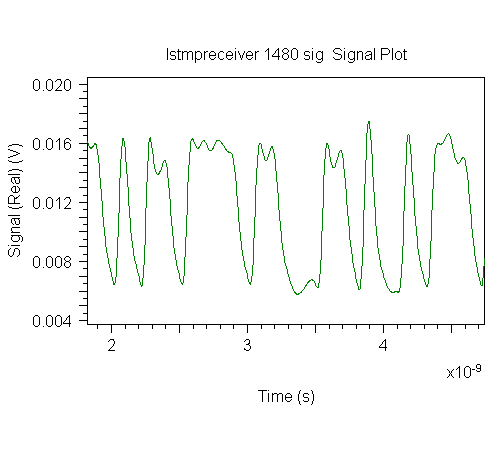 lstmpreceiver 1480 sig  Signal Plot
0.020
0.016
0.012
0.008
0.004
Signal (Real) (V)
2
3
4
x10-9
Time (s)